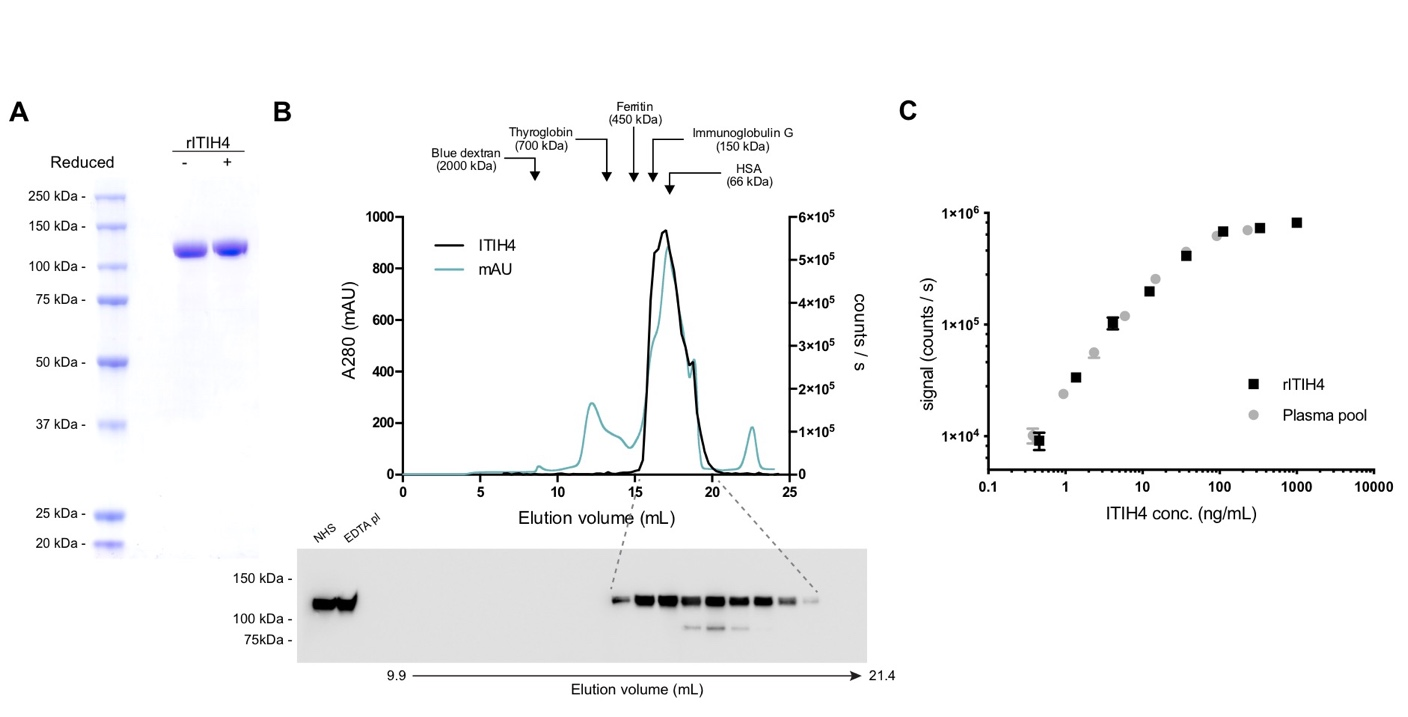 A
rITIH4
Reduced
-
+
250 kDa -
150 kDa -
100 kDa -
75 kDa -
50 kDa -
37 kDa -
25 kDa -
20 kDa -
B
Ferritin
(450 kDa)
Thyroglobin
(700 kDa)
Immunoglobulin G
(150 kDa)
Blue dextran
(2000 kDa)
HSA
(66 kDa)
1000
800
600
400
200
0
A280 (mAU)
ITIH4
mAU
6×10⁵
5×10⁵
4×10⁵
3×10⁵
2×10⁵
1×10⁵
0
counts / s
0
5
10
15
20
25
Elution volume (mL)
NHS
EDTA pl
150 kDa -
100 kDa -
75kDa -
9.9
21.4
Elution volume (mL)
C
1×10⁶
1×10⁵
1×10⁴
signal (counts / s)
rITIH4
Plasma pool
0.1
1
10
100
1000
10000
ITIH4 conc. (ng/mL)